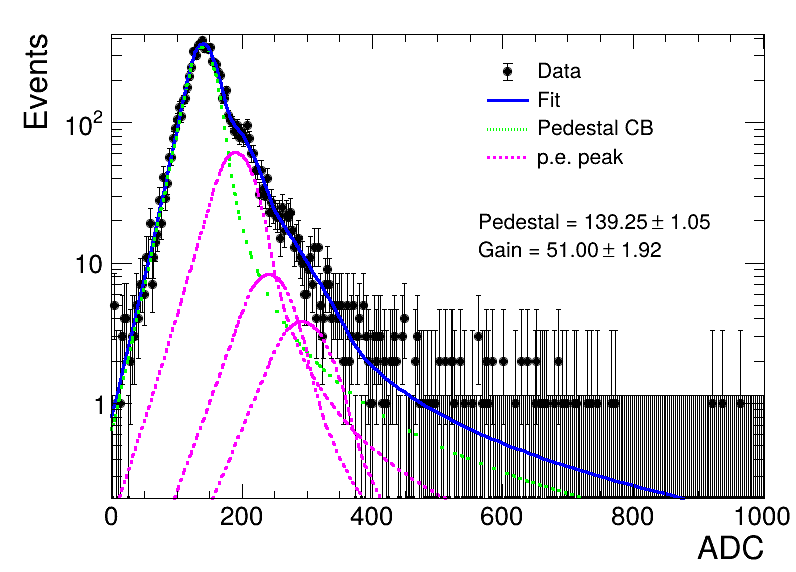 Events
Data
Fit
Pedestal CB
p.e. peak
Pedestal = 139.25 ± 1.05
Gain = 51.00 ± 1.92
10²
10
1
0 200 400 600 800 1000
ADC